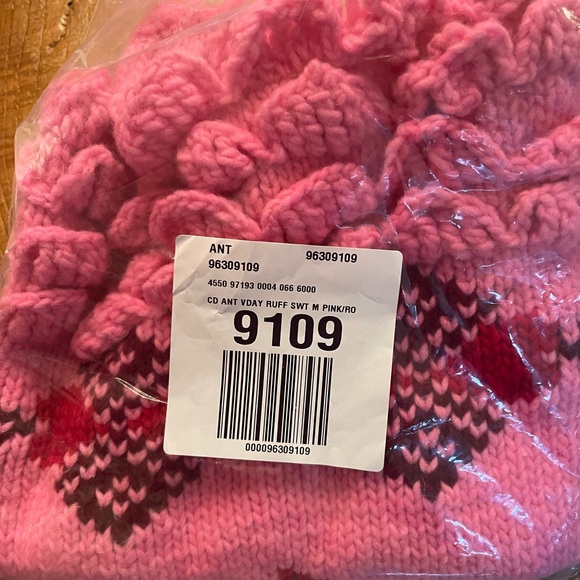 ANT 96309109
96309109
4550 97193 0004 066 6000
CD ANT VDAY RUFF SWT M PINK/RO
9109
000096309109